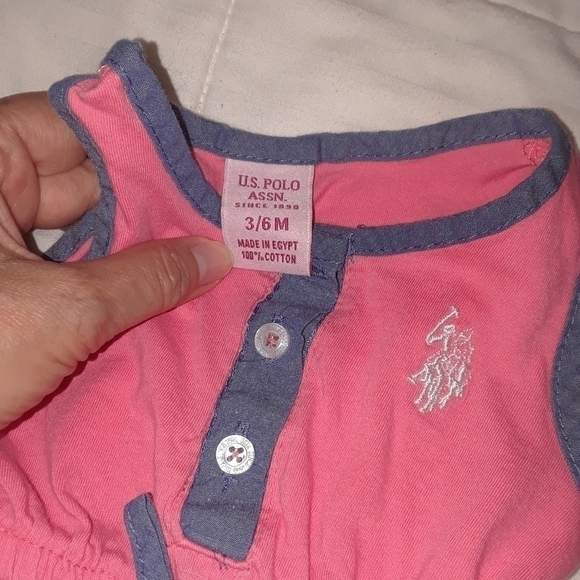 U.S. POLO
ASSN.
SINCE 1890
3/6 M
MADE IN EGYPT
100% COTTON